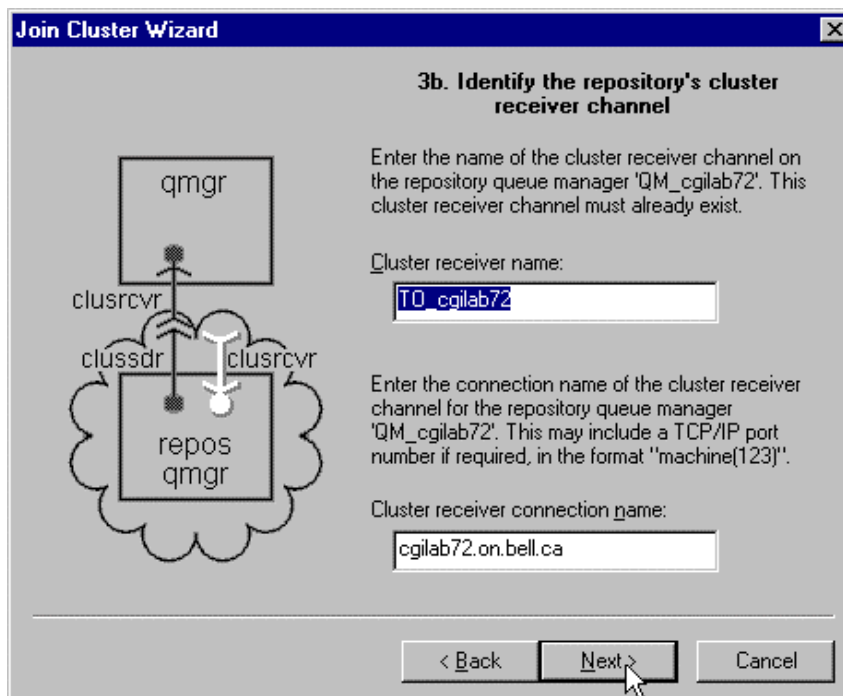 Join Cluster Wizard
3b. Identify the repository's cluster
receiver channel
qmgr
clusrcvr
clussdr
clusrcvr
repos
qmgr
Enter the name of the cluster receiver channel on
the repository queue manager 'QM_cgilab72'. This
cluster receiver channel must already exist.
Cluster receiver name:
TO_cgilab72
Enter the connection name of the cluster receiver
channel for the repository queue manager
'QM_cgilab72'. This may include a TCP/IP port
number if required, in the format "machine(123)".
Cluster receiver connection name:
cgilab72.on.bell.ca
< Back
Next >
Cancel